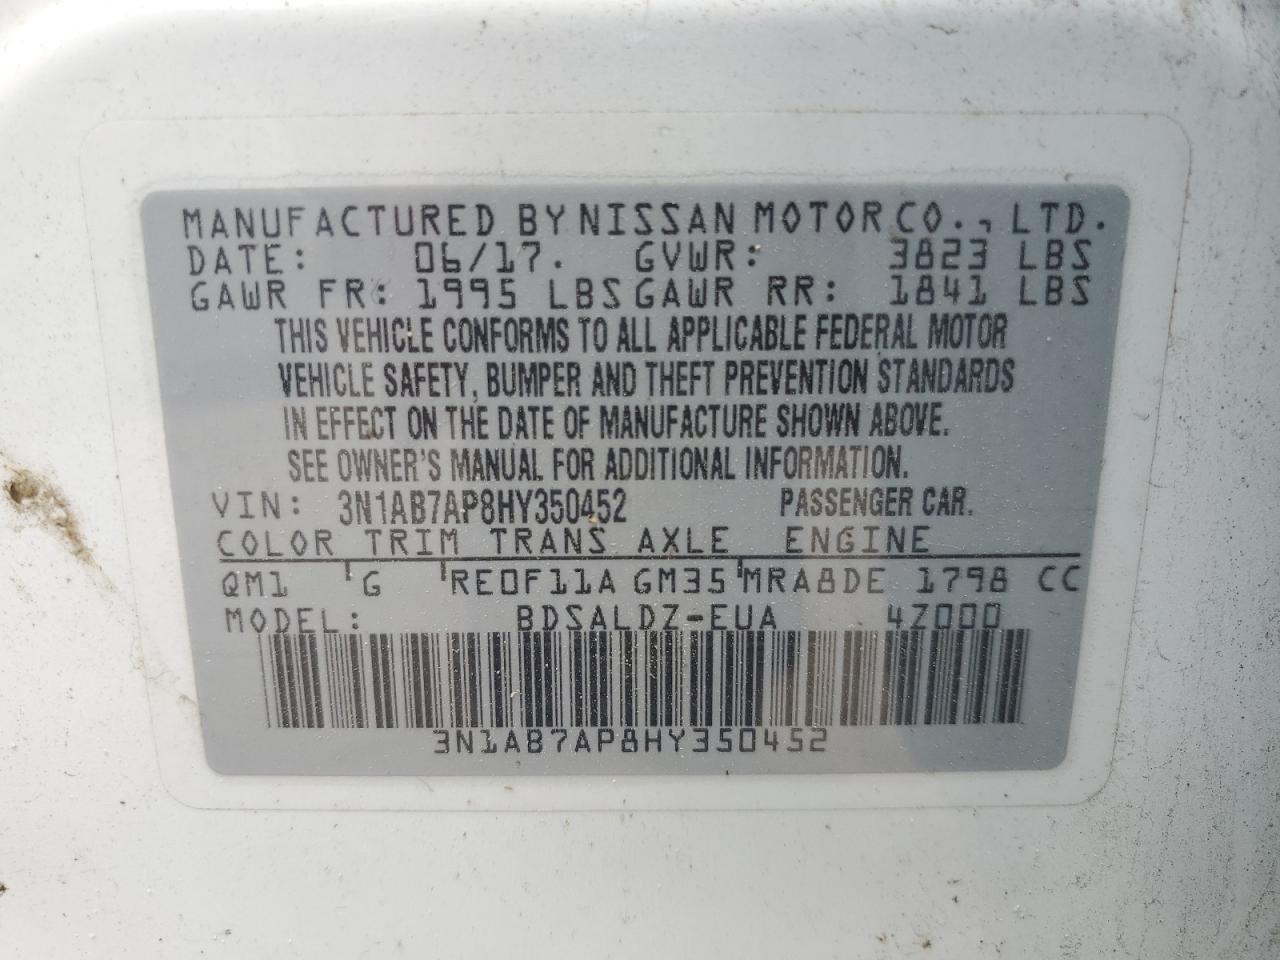 MANUFACTURED BY NISSAN MOTOR CO., LTD.
DATE: 06/17. GVWR: 3823 LBS
GAWR FR: 1995 LBS GAWR RR: 1841 LBS
THIS VEHICLE CONFORMS TO ALL APPLICABLE FEDERAL MOTOR
VEHICLE SAFETY, BUMPER AND THEFT PREVENTION STANDARDS
IN EFFECT ON THE DATE OF MANUFACTURE SHOWN ABOVE.
SEE OWNER'S MANUAL FOR ADDITIONAL INFORMATION.
VIN: 3N1AB7AP8HY350452 PASSENGER CAR.
COLOR TRIM TRANS AXLE ENGINE
QM1 G RE0F11A GM35 MRA8DE 1798 CC
MODEL: BDSALDZ-EUA 4Z000
3N1AB7AP8HY350452